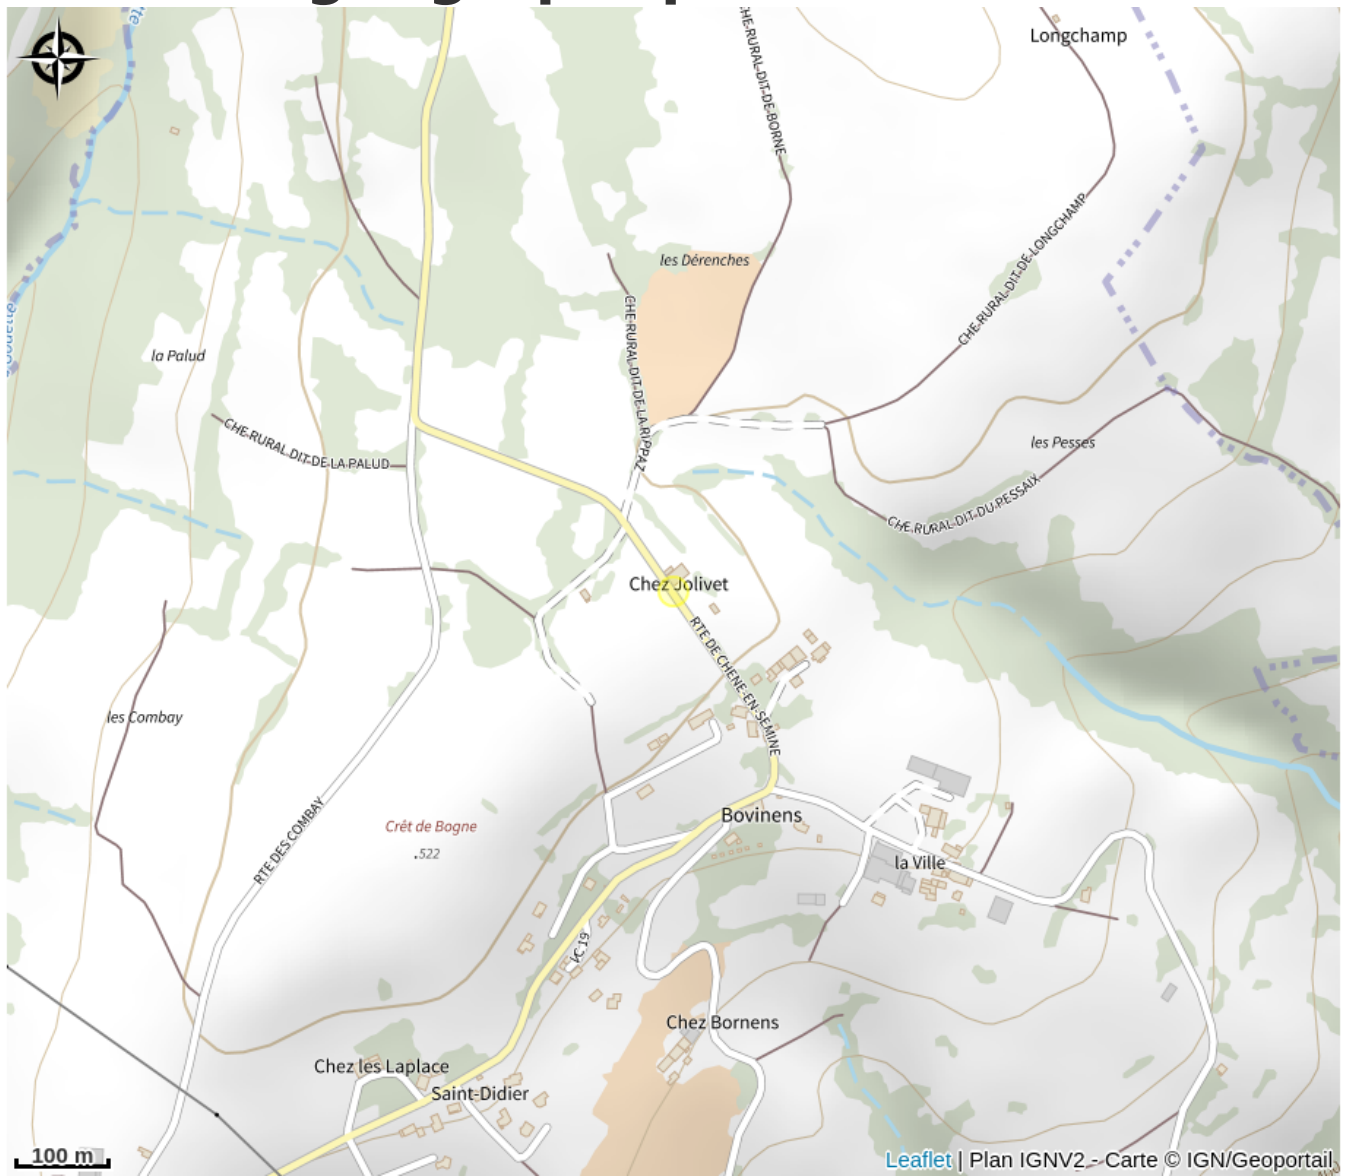 Longchamp
CHE-RURAL-DIT-DE-BORNE
CHE-RURAL-DIT-DE-LONGCHAMP
les Dérenches
CHE-RURAL-DIT-DE-LA-RIPPAZ
la Palud
CHE-RURAL DIT-DE LA PALUD
les Pesses
CHE-RURAL-DIT-DU-PESSAIX
Chez Jolivet
RTE DE CHENE-EN-SEMINE
les Combay
RTE DES COMBAY
Crêt de Bogne
522
Bovinens
la Ville
VC 19
Chez Bornens
Chez les Laplace
Saint-Didier
100 m
Leaflet | Plan IGNV2 - Carte © IGN/Geoportail